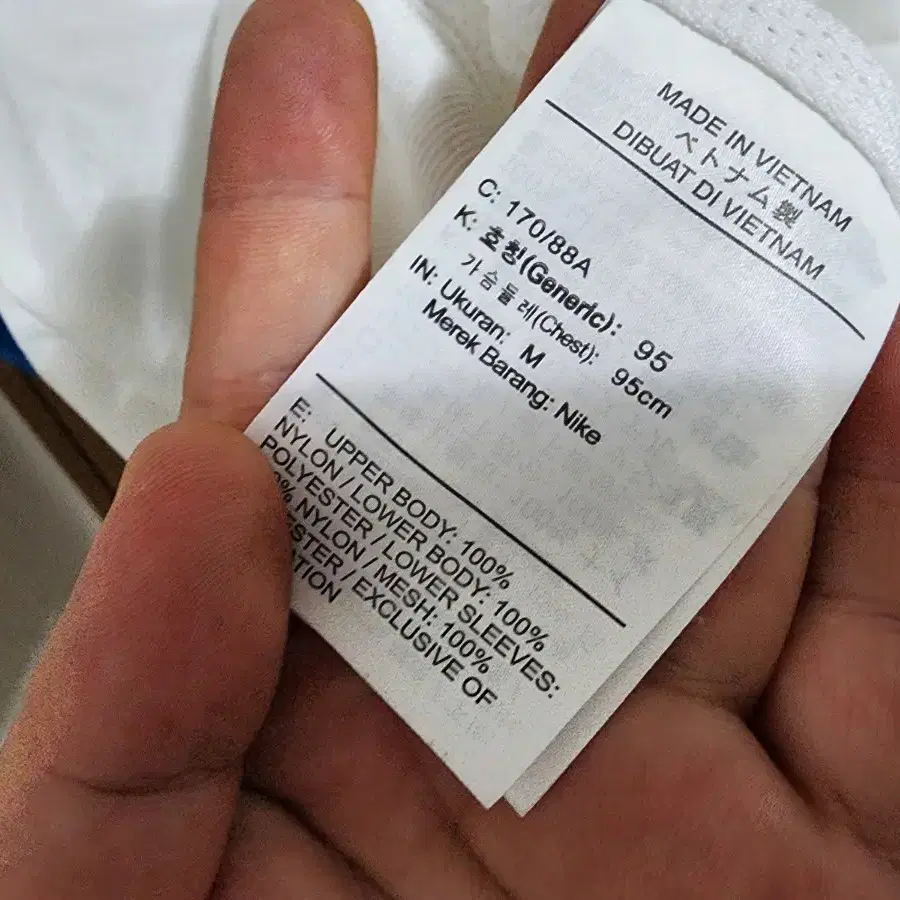 MADE IN VIETNAM
ベトナム製
DIBUAT DI VIETNAM
C: 170/88A
K: 호칭(Generic): 95
가슴둘레(Chest): 95cm
IN: Ukuran: M
Merek Barang: Nike
E: UPPER BODY: 100%
NYLON / LOWER BODY: 100%
POLYESTER / LOWER SLEEVES:
% NYLON / MESH: 100%
ESTER / EXCLUSIVE OF
TION